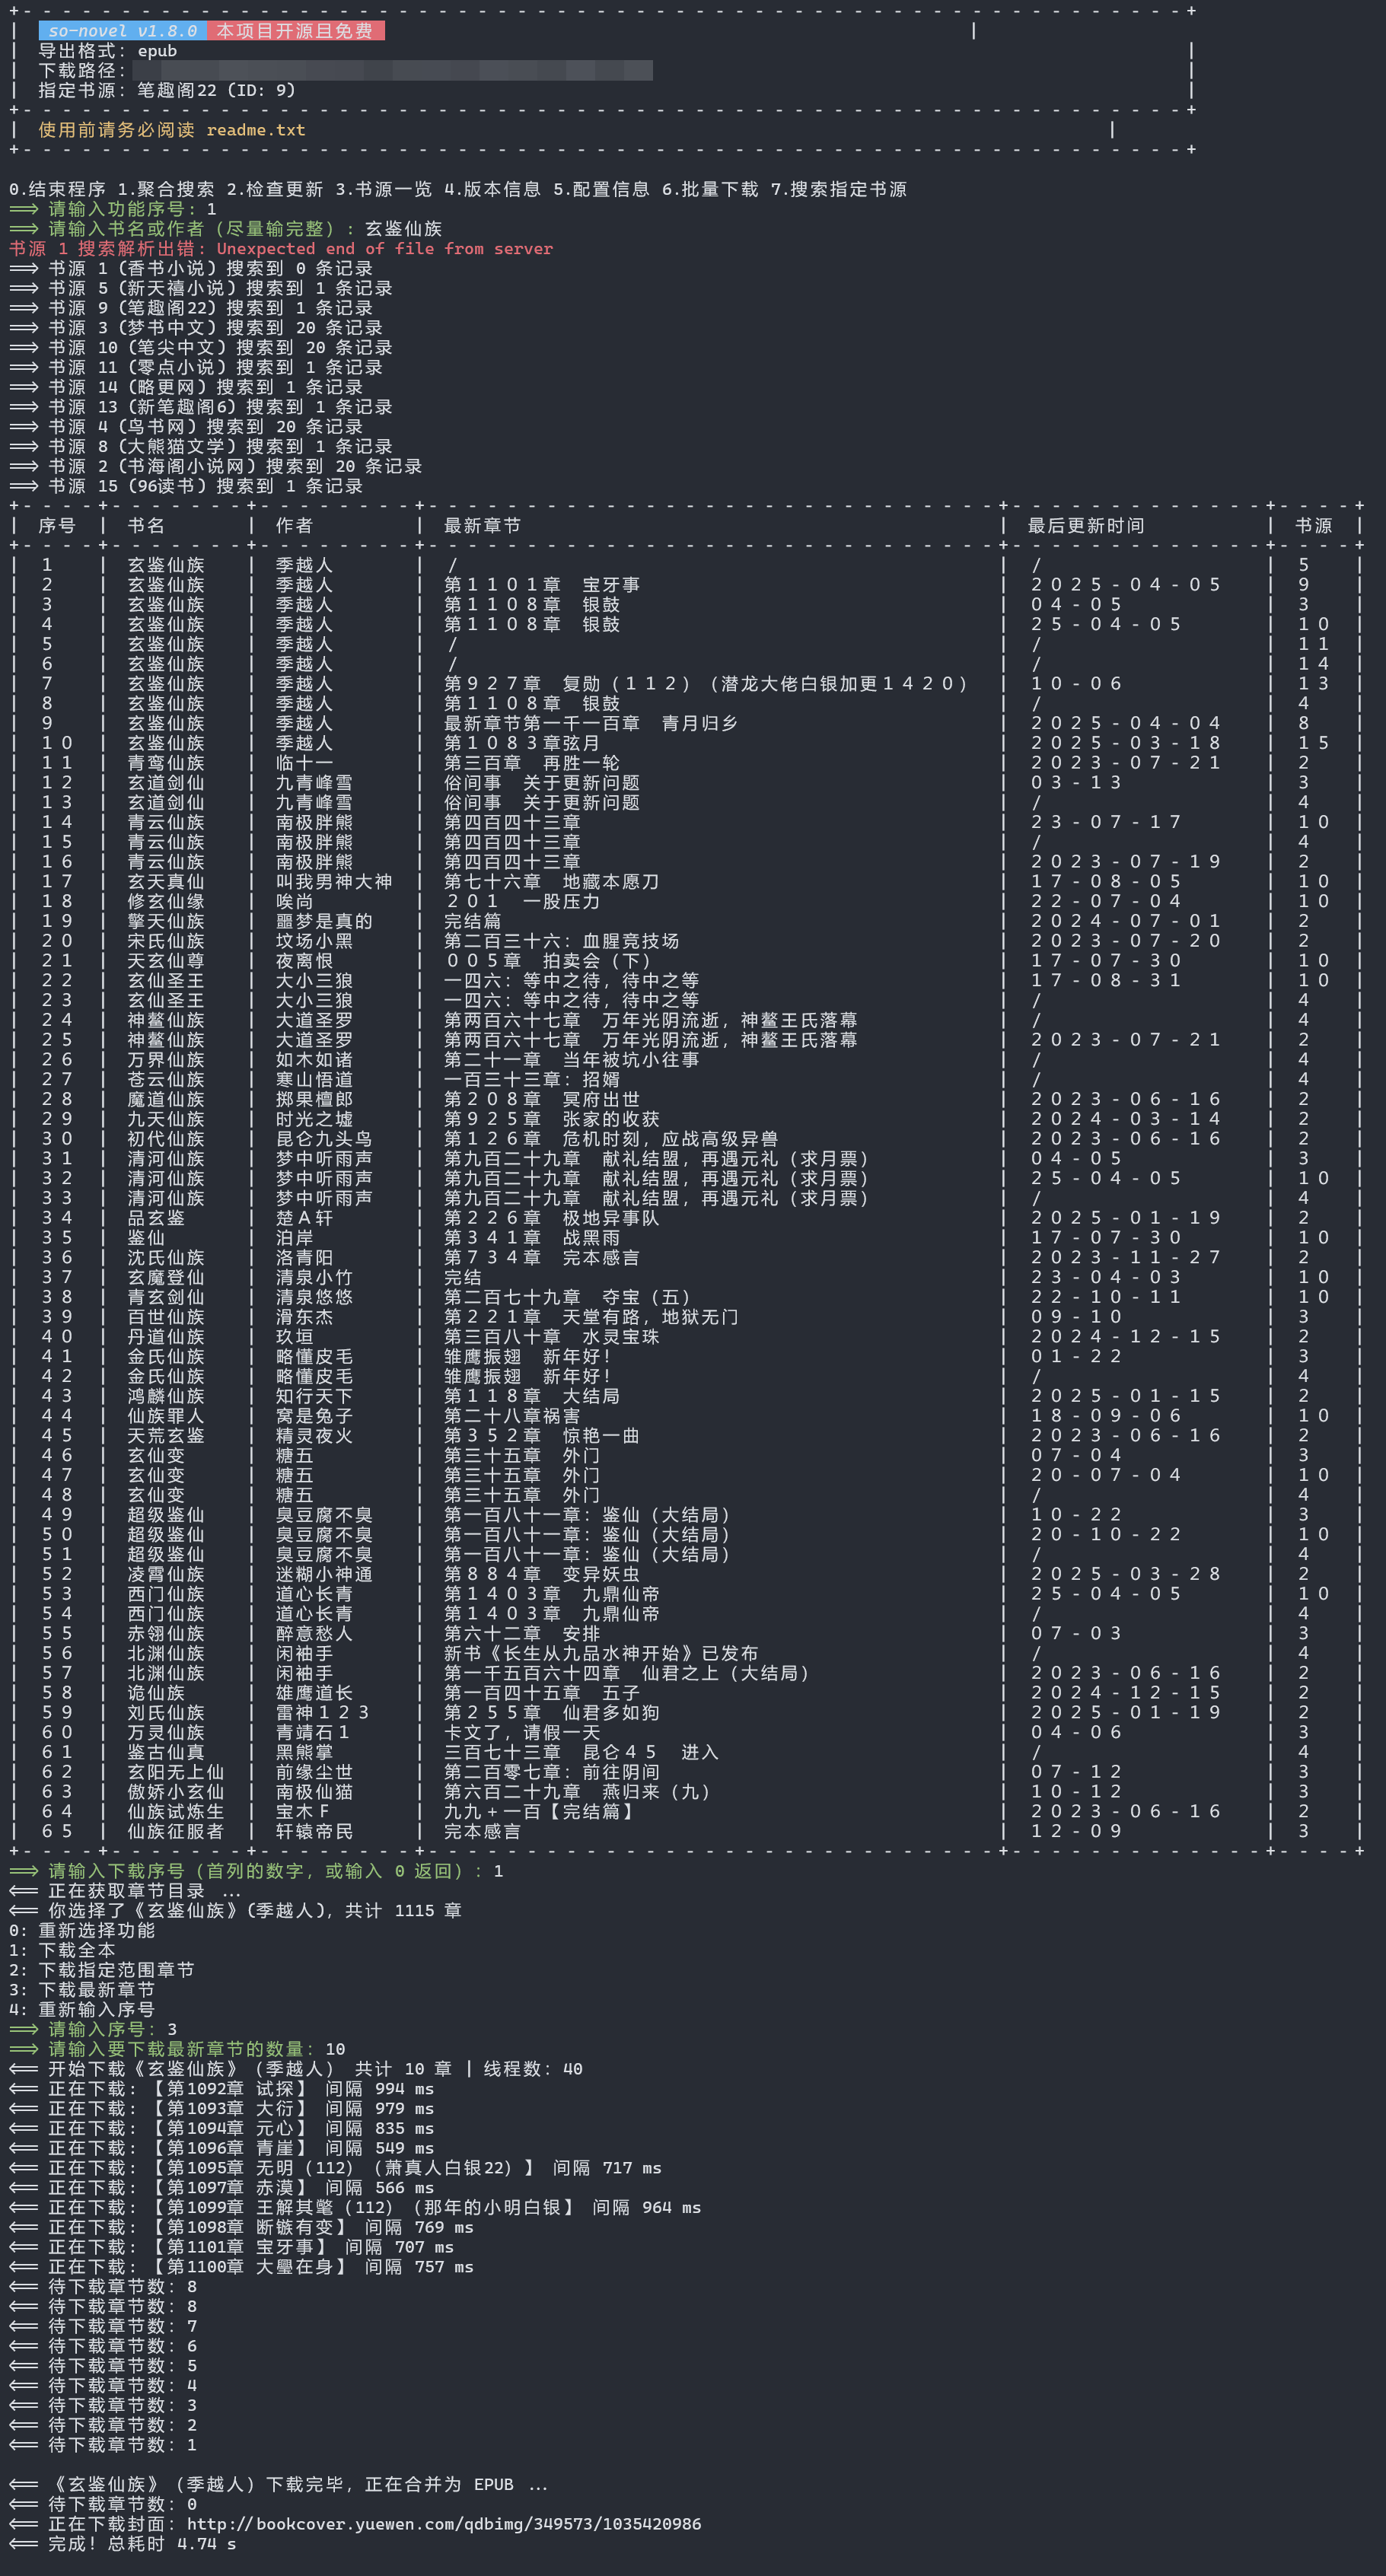 so-novel v1.8.0 本项目开源且免费
导出格式: epub
下载路径:
指定书源: 笔趣阁22 (ID: 9)
使用前请务必阅读 readme.txt
0.结束程序 1.聚合搜索 2.检查更新 3.书源一览 4.版本信息 5.配置信息 6.批量下载 7.搜索指定书源
==> 请输入功能序号: 1
==> 请输入书名或作者（尽量输完整）: 玄鉴仙族
书源 1 搜索解析出错: Unexpected end of file from server
==> 书源 1 (香书小说) 搜索到 0 条记录
==> 书源 5 (新天禧小说) 搜索到 1 条记录
==> 书源 9 (笔趣阁22) 搜索到 1 条记录
==> 书源 3 (梦书中文) 搜索到 20 条记录
==> 书源 10 (笔尖中文) 搜索到 20 条记录
==> 书源 11 (零点小说) 搜索到 1 条记录
==> 书源 14 (略更网) 搜索到 1 条记录
==> 书源 13 (新笔趣阁6) 搜索到 1 条记录
==> 书源 4 (鸟书网) 搜索到 20 条记录
==> 书源 8 (大熊猫文学) 搜索到 1 条记录
==> 书源 2 (书海阁小说网) 搜索到 20 条记录
==> 书源 15 (96读书) 搜索到 1 条记录
| 序号 | 书名 | 作者 | 最新章节 | 最后更新时间 | 书源 |
| １ | 玄鉴仙族 | 季越人 | / | / | ５ |
| ２ | 玄鉴仙族 | 季越人 | 第１１０１章　宝牙事 | ２０２５-０４-０５ | ９ |
| ３ | 玄鉴仙族 | 季越人 | 第１１０８章　银鼓 | ０４-０５ | ３ |
| ４ | 玄鉴仙族 | 季越人 | 第１１０８章　银鼓 | ２５-０４-０５ | １０ |
| ５ | 玄鉴仙族 | 季越人 | / | / | １１ |
| ６ | 玄鉴仙族 | 季越人 | / | / | １４ |
| ７ | 玄鉴仙族 | 季越人 | 第９２７章　复勋（１１２）（潜龙大佬白银加更１４２０） | １０-０６ | １３ |
| ８ | 玄鉴仙族 | 季越人 | 第１１０８章　银鼓 | / | ４ |
| ９ | 玄鉴仙族 | 季越人 | 最新章节第一千一百章　青月归乡 | ２０２５-０４-０４ | ８ |
| １０ | 玄鉴仙族 | 季越人 | 第１０８３章弦月 | ２０２５-０３-１８ | １５ |
| １１ | 青鸾仙族 | 临十一 | 第三百章　再胜一轮 | ２０２３-０７-２１ | ２ |
| １２ | 玄道剑仙 | 九青峰雪 | 俗间事　关于更新问题 | ０３-１３ | ３ |
| １３ | 玄道剑仙 | 九青峰雪 | 俗间事　关于更新问题 | / | ４ |
| １４ | 青云仙族 | 南极胖熊 | 第四百四十三章 | ２３-０７-１７ | １０ |
| １５ | 青云仙族 | 南极胖熊 | 第四百四十三章 | / | ４ |
| １６ | 青云仙族 | 南极胖熊 | 第四百四十三章 | ２０２３-０７-１９ | ２ |
| １７ | 玄天真仙 | 叫我男神大神 | 第七十六章　地藏本愿刀 | １７-０８-０５ | １０ |
| １８ | 修玄仙缘 | 唉尚 | ２０１　一股压力 | ２２-０７-０４ | １０ |
| １９ | 擎天仙族 | 噩梦是真的 | 完结篇 | ２０２４-０７-０１ | ２ |
| ２０ | 宋氏仙族 | 坟场小黑 | 第二百三十六：血腥竞技场 | ２０２３-０７-２０ | ２ |
| ２１ | 天玄仙尊 | 夜离恨 | ００５章　拍卖会（下） | １７-０７-３０ | １０ |
| ２２ | 玄仙圣王 | 大小三狼 | 一四六：等中之待，待中之等 | １７-０８-３１ | １０ |
| ２３ | 玄仙圣王 | 大小三狼 | 一四六：等中之待，待中之等 | / | ４ |
| ２４ | 神鳌仙族 | 大道圣罗 | 第两百六十七章　万年光阴流逝，神鳌王氏落幕 | / | ４ |
| ２５ | 神鳌仙族 | 大道圣罗 | 第两百六十七章　万年光阴流逝，神鳌王氏落幕 | ２０２３-０７-２１ | ２ |
| ２６ | 万界仙族 | 如木如诸 | 第二十一章　当年被坑小往事 | / | ４ |
| ２７ | 苍云仙族 | 寒山悟道 | 一百三十三章：招婿 | / | ４ |
| ２８ | 魔道仙族 | 掷果檀郎 | 第２０８章　冥府出世 | ２０２３-０６-１６ | ２ |
| ２９ | 九天仙族 | 时光之墟 | 第９２５章　张家的收获 | ２０２４-０３-１４ | ２ |
| ３０ | 初代仙族 | 昆仑九头鸟 | 第１２６章　危机时刻，应战高级异兽 | ２０２３-０６-１６ | ２ |
| ３１ | 清河仙族 | 梦中听雨声 | 第九百二十九章　献礼结盟，再遇元礼（求月票） | ０４-０５ | ３ |
| ３２ | 清河仙族 | 梦中听雨声 | 第九百二十九章　献礼结盟，再遇元礼（求月票） | ２５-０４-０５ | １０ |
| ３３ | 清河仙族 | 梦中听雨声 | 第九百二十九章　献礼结盟，再遇元礼（求月票） | / | ４ |
| ３４ | 品玄鉴 | 楚Ａ轩 | 第２２６章　极地异事队 | ２０２５-０１-１９ | ２ |
| ３５ | 鉴仙 | 泊岸 | 第３４１章　战黑雨 | １７-０７-３０ | １０ |
| ３６ | 沈氏仙族 | 洛青阳 | 第７３４章　完本感言 | ２０２３-１１-２７ | ２ |
| ３７ | 玄魔登仙 | 清泉小竹 | 完结 | ２３-０４-０３ | １０ |
| ３８ | 青玄剑仙 | 清泉悠悠 | 第二百七十九章　夺宝（五） | ２２-１０-１１ | １０ |
| ３９ | 百世仙族 | 滑东杰 | 第２２１章　天堂有路，地狱无门 | ０９-１０ | ３ |
| ４０ | 丹道仙族 | 玖垣 | 第三百八十章　水灵宝珠 | ２０２４-１２-１５ | ２ |
| ４１ | 金氏仙族 | 略懂皮毛 | 雏鹰振翅　新年好！ | ０１-２２ | ３ |
| ４２ | 金氏仙族 | 略懂皮毛 | 雏鹰振翅　新年好！ | / | ４ |
| ４３ | 鸿麟仙族 | 知行天下 | 第１１８章　大结局 | ２０２５-０１-１５ | ２ |
| ４４ | 仙族罪人 | 窝是兔子 | 第二十八章祸害 | １８-０９-０６ | １０ |
| ４５ | 天荒玄鉴 | 精灵夜火 | 第３５２章　惊艳一曲 | ２０２３-０６-１６ | ２ |
| ４６ | 玄仙变 | 糖五 | 第三十五章　外门 | ０７-０４ | ３ |
| ４７ | 玄仙变 | 糖五 | 第三十五章　外门 | ２０-０７-０４ | １０ |
| ４８ | 玄仙变 | 糖五 | 第三十五章　外门 | / | ４ |
| ４９ | 超级鉴仙 | 臭豆腐不臭 | 第一百八十一章：鉴仙（大结局） | １０-２２ | ３ |
| ５０ | 超级鉴仙 | 臭豆腐不臭 | 第一百八十一章：鉴仙（大结局） | ２０-１０-２２ | １０ |
| ５１ | 超级鉴仙 | 臭豆腐不臭 | 第一百八十一章：鉴仙（大结局） | / | ４ |
| ５２ | 凌霄仙族 | 迷糊小神通 | 第８８４章　变异妖虫 | ２０２５-０３-２８ | ２ |
| ５３ | 西门仙族 | 道心长青 | 第１４０３章　九鼎仙帝 | ２５-０４-０５ | １０ |
| ５４ | 西门仙族 | 道心长青 | 第１４０３章　九鼎仙帝 | / | ４ |
| ５５ | 赤翎仙族 | 醉意愁人 | 第六十二章　安排 | ０７-０３ | ３ |
| ５６ | 北渊仙族 | 闲袖手 | 新书《长生从九品水神开始》已发布 | / | ４ |
| ５７ | 北渊仙族 | 闲袖手 | 第一千五百六十四章　仙君之上（大结局） | ２０２３-０６-１６ | ２ |
| ５８ | 诡仙族 | 雄鹰道长 | 第一百四十五章　五子 | ２０２４-１２-１５ | ２ |
| ５９ | 刘氏仙族 | 雷神１２３ | 第２５５章　仙君多如狗 | ２０２５-０１-１９ | ２ |
| ６０ | 万灵仙族 | 青靖石１ | 卡文了，请假一天 | ０４-０６ | ３ |
| ６１ | 鉴古仙真 | 黑熊掌 | 三百七十三章　昆仑４５　进入 | / | ４ |
| ６２ | 玄阳无上仙 | 前缘尘世 | 第二百零七章：前往阴间 | ０７-１２ | ３ |
| ６３ | 傲娇小玄仙 | 南极仙猫 | 第六百二十九章　燕归来（九） | １０-１２ | ３ |
| ６４ | 仙族试炼生 | 宝木Ｆ | 九九＋一百【完结篇】 | ２０２３-０６-１６ | ２ |
| ６５ | 仙族征服者 | 轩辕帝民 | 完本感言 | １２-０９ | ３ |
==> 请输入下载序号（首列的数字，或输入 0 返回）: 1
<== 正在获取章节目录 ...
<== 你选择了《玄鉴仙族》(季越人)，共计 1115 章
0: 重新选择功能
1: 下载全本
2: 下载指定范围章节
3: 下载最新章节
4: 重新输入序号
==> 请输入序号: 3
==> 请输入要下载最新章节的数量: 10
<== 开始下载《玄鉴仙族》（季越人） 共计 10 章 | 线程数: 40
<== 正在下载: 【第1092章 试探】 间隔 994 ms
<== 正在下载: 【第1093章 大衍】 间隔 979 ms
<== 正在下载: 【第1094章 元心】 间隔 835 ms
<== 正在下载: 【第1096章 青崖】 间隔 549 ms
<== 正在下载: 【第1095章 无明（112）（萧真人白银22）】 间隔 717 ms
<== 正在下载: 【第1097章 赤漠】 间隔 566 ms
<== 正在下载: 【第1099章 王解其髦（112）（那年的小明白银】 间隔 964 ms
<== 正在下载: 【第1098章 断镞有变】 间隔 769 ms
<== 正在下载: 【第1101章 宝牙事】 间隔 707 ms
<== 正在下载: 【第1100章 大在身】 间隔 757 ms
<== 待下载章节数: 8
<== 待下载章节数: 8
<== 待下载章节数: 7
<== 待下载章节数: 6
<== 待下载章节数: 5
<== 待下载章节数: 4
<== 待下载章节数: 3
<== 待下载章节数: 2
<== 待下载章节数: 1
<== 《玄鉴仙族》（季越人）下载完毕，正在合并为 EPUB ...
<== 待下载章节数: 0
<== 正在下载封面: http://bookcover.yuewen.com/qdbimg/349573/1035420986
<== 完成！总耗时 4.74 s